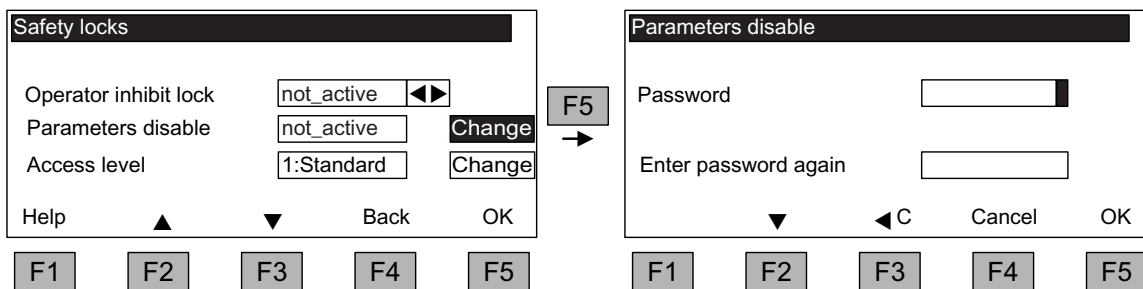 Safety locks
Operator inhibit lock not_active ◀▶
Parameters disable not_active Change
Access level 1:Standard Change
Help ▲ ▼ Back OK
F1 F2 F3 F4 F5
F5
→
Parameters disable
Password
Enter password again
▼ ◀C Cancel OK
F1 F2 F3 F4 F5